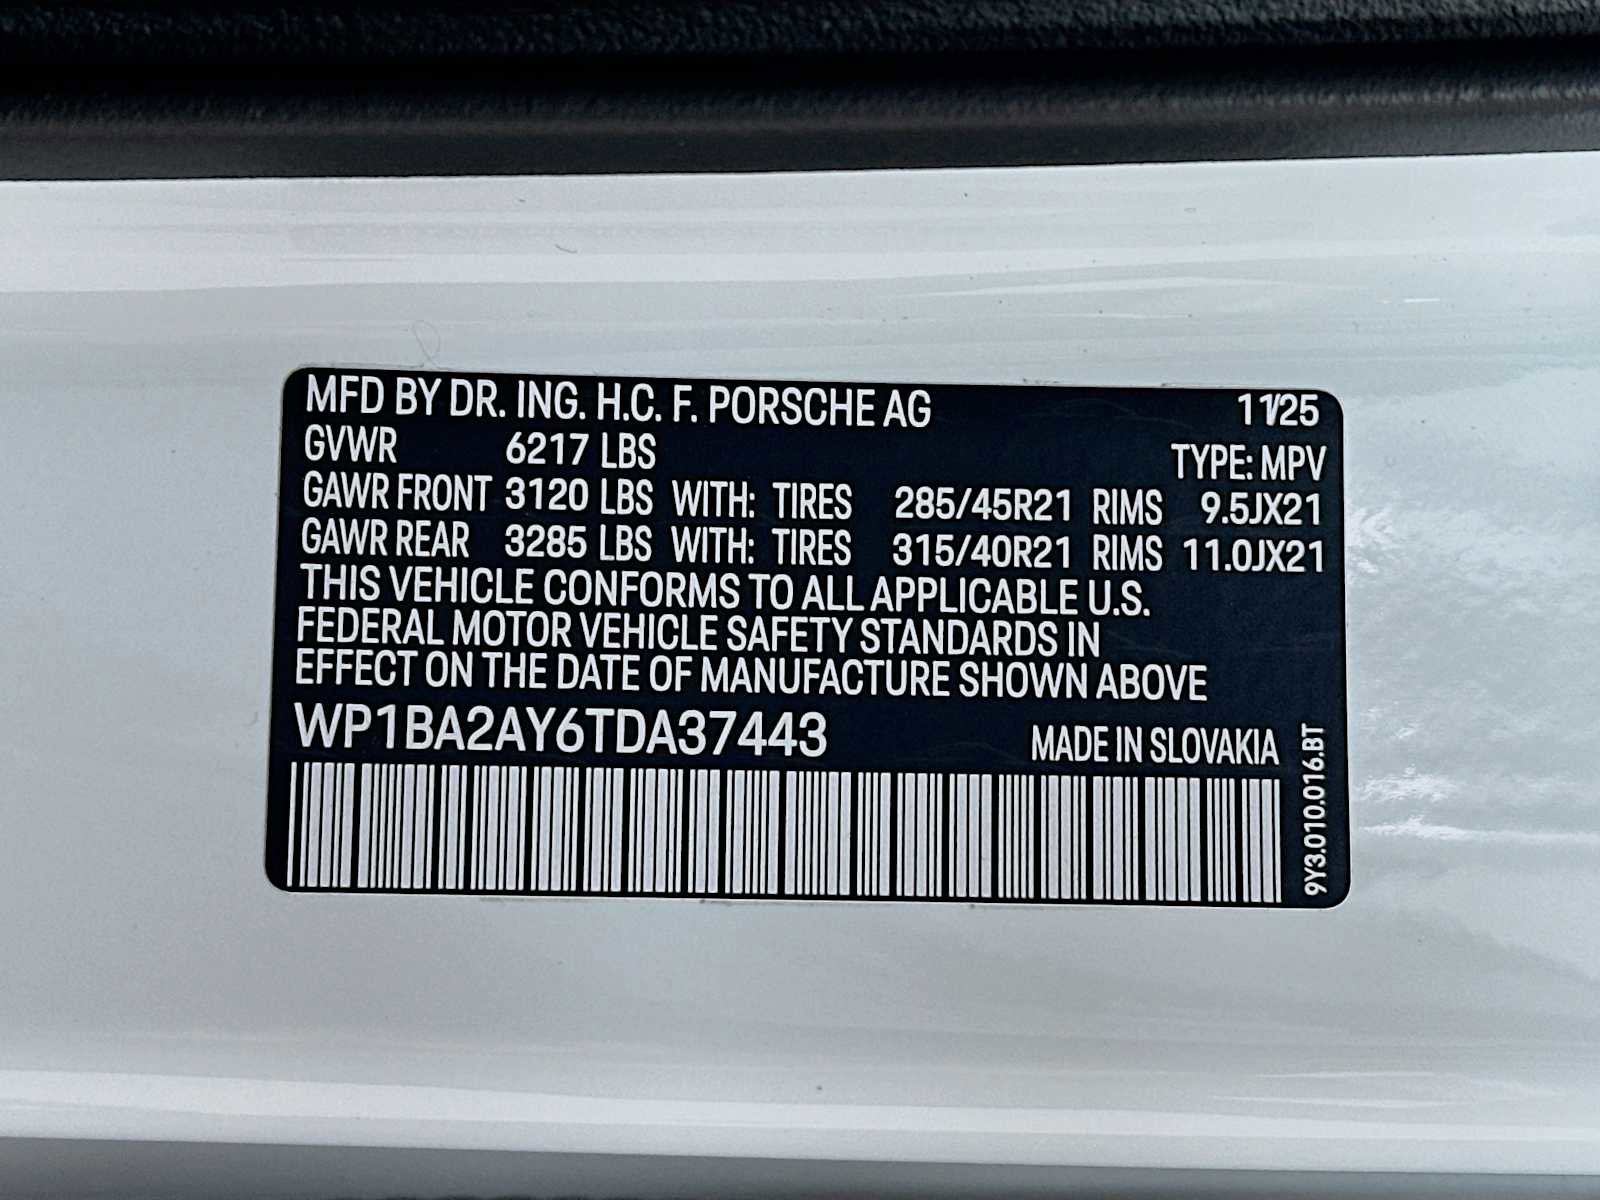 MFD BY DR. ING. H.C. F. PORSCHE AG 11/25
GVWR 6217 LBS TYPE: MPV
GAWR FRONT 3120 LBS WITH: TIRES 285/45R21 RIMS 9.5JX21
GAWR REAR 3285 LBS WITH: TIRES 315/40R21 RIMS 11.0JX21
THIS VEHICLE CONFORMS TO ALL APPLICABLE U.S.
FEDERAL MOTOR VEHICLE SAFETY STANDARDS IN
EFFECT ON THE DATE OF MANUFACTURE SHOWN ABOVE
WP1BA2AY6TDA37443 MADE IN SLOVAKIA
9Y3.010.016.BT